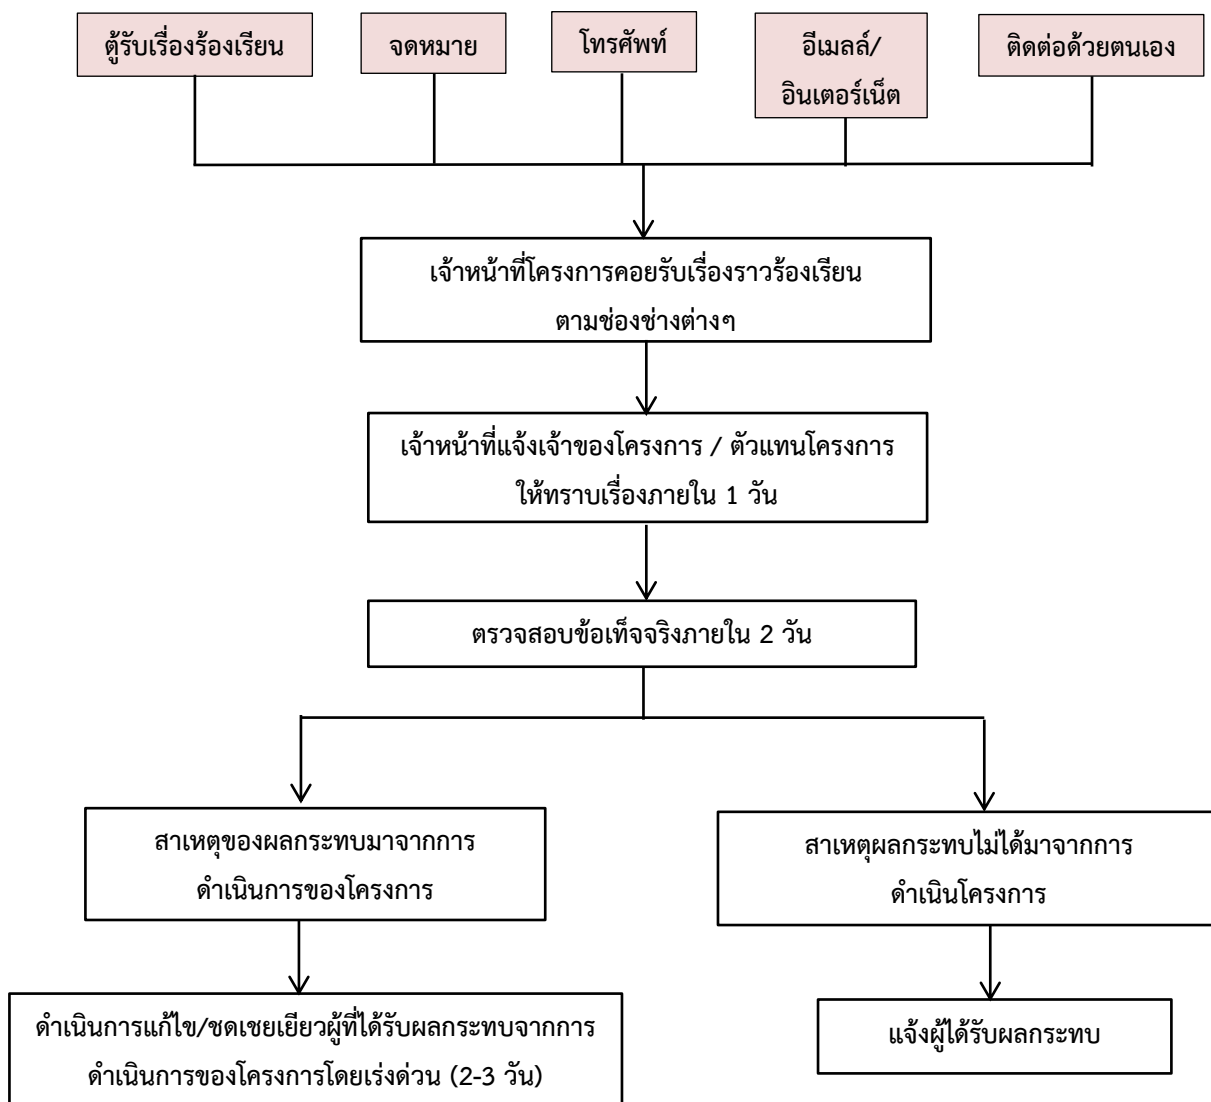 ตู้รับเรื่องร้องเรียน
จดหมาย
โทรศัพท์
อีเมลล์/
อินเตอร์เน็ต
ติดต่อด้วยตนเอง
เจ้าหน้าที่โครงการคอยรับเรื่องราวร้องเรียน
ตามช่องช่างต่างๆ
เจ้าหน้าที่แจ้งเจ้าของโครงการ / ตัวแทนโครงการ
ให้ทราบเรื่องภายใน 1 วัน
ตรวจสอบข้อเท็จจริงภายใน 2 วัน
สาเหตุของผลกระทบมาจากการ
ดำเนินการของโครงการ
สาเหตุผลกระทบไม่ได้มาจากการ
ดำเนินโครงการ
ดำเนินการแก้ไข/ชดเชยเยียวผู้ที่ได้รับผลกระทบจากการ
ดำเนินการของโครงการโดยเร่งด่วน (2-3 วัน)
แจ้งผู้ได้รับผลกระทบ